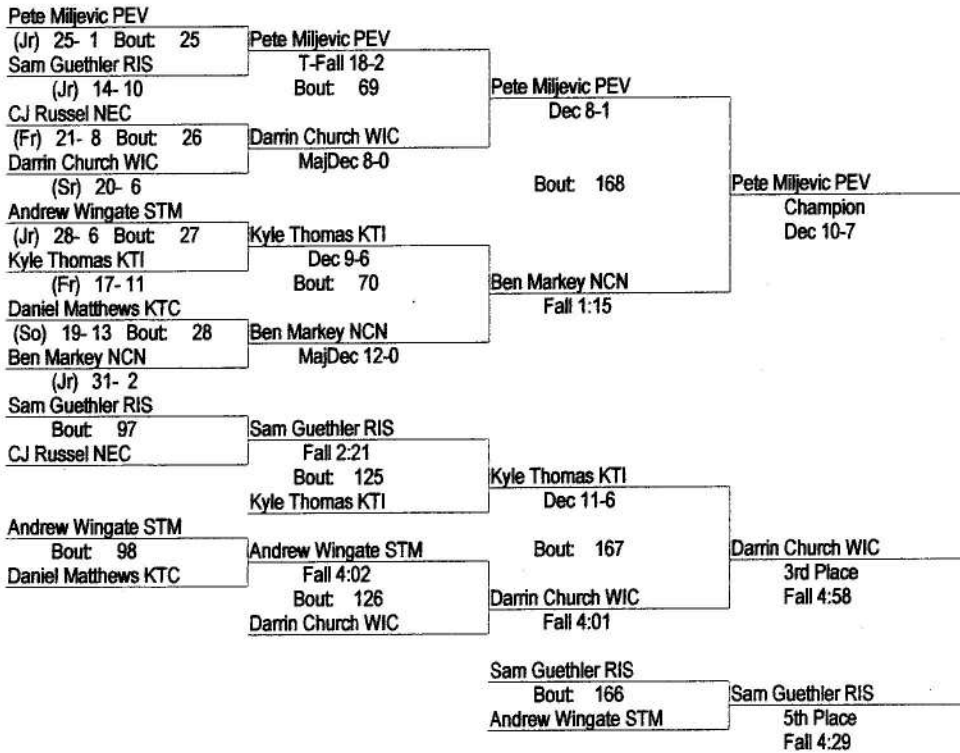 Pete Miljevic PEV
(Jr) 25- 1 Bout: 25
Sam Guethler RIS
(Jr) 14- 10
CJ Russel NEC
(Fr) 21- 8 Bout: 26
Darrin Church WIC
(Sr) 20- 6
Andrew Wingate STM
(Jr) 28- 6 Bout: 27
Kyle Thomas KTI
(Fr) 17- 11
Daniel Matthews KTC
(So) 19- 13 Bout: 28
Ben Markey NCN
(Jr) 31- 2
Pete Miljevic PEV
T-Fall 18-2
Bout: 69
Darrin Church WIC
MajDec 8-0
Kyle Thomas KTI
Dec 9-6
Bout: 70
Ben Markey NCN
MajDec 12-0
Pete Miljevic PEV
Dec 8-1
Bout: 168
Ben Markey NCN
Fall 1:15
Pete Miljevic PEV
Champion
Dec 10-7
Sam Guethler RIS
Bout: 97
CJ Russel NEC
Andrew Wingate STM
Bout: 98
Daniel Matthews KTC
Sam Guethler RIS
Fall 2:21
Bout: 125
Kyle Thomas KTI
Andrew Wingate STM
Fall 4:02
Bout: 126
Darrin Church WIC
Kyle Thomas KTI
Dec 11-6
Bout: 167
Darrin Church WIC
Fall 4:01
Darrin Church WIC
3rd Place
Fall 4:58
Sam Guethler RIS
Bout: 166
Andrew Wingate STM
Sam Guethler RIS
5th Place
Fall 4:29